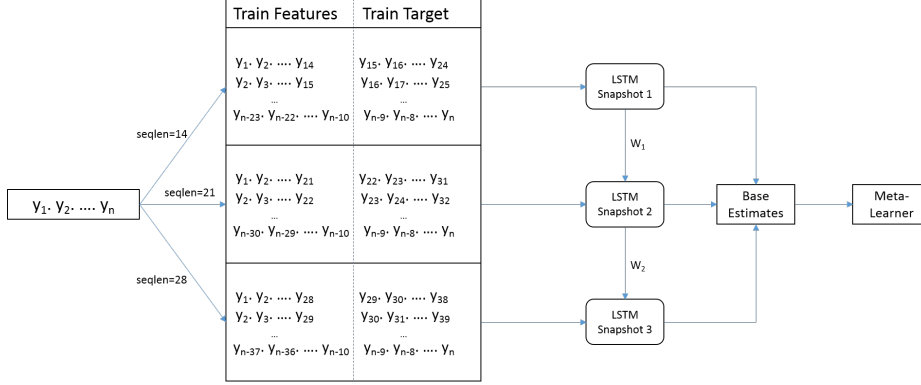 Train Features Train Target
y1. y2. .... y14 y15. y16. .... y24
y2. y3. .... y15 y16. y17. .... y25
... ...
yn-23. yn-22. .... yn-10 yn-9. yn-8. .... yn
seqlen=14
LSTM
Snapshot 1
W1
y1. y2. .... yn
seqlen=21
y1. y2. .... y21 y22. y23. .... y31
y2. y3. .... y22 y23. y24. .... y32
... ...
yn-30. yn-29. .... yn-10 yn-9. yn-8. .... yn
LSTM
Snapshot 2
Base
Estimates
Meta-
Learner
W2
seqlen=28
y1. y2. .... y28 y29. y30. .... y38
y2. y3. .... y29 y30. y31. .... y39
... ...
yn-37. yn-36. .... yn-10 yn-9. yn-8. .... yn
LSTM
Snapshot 3